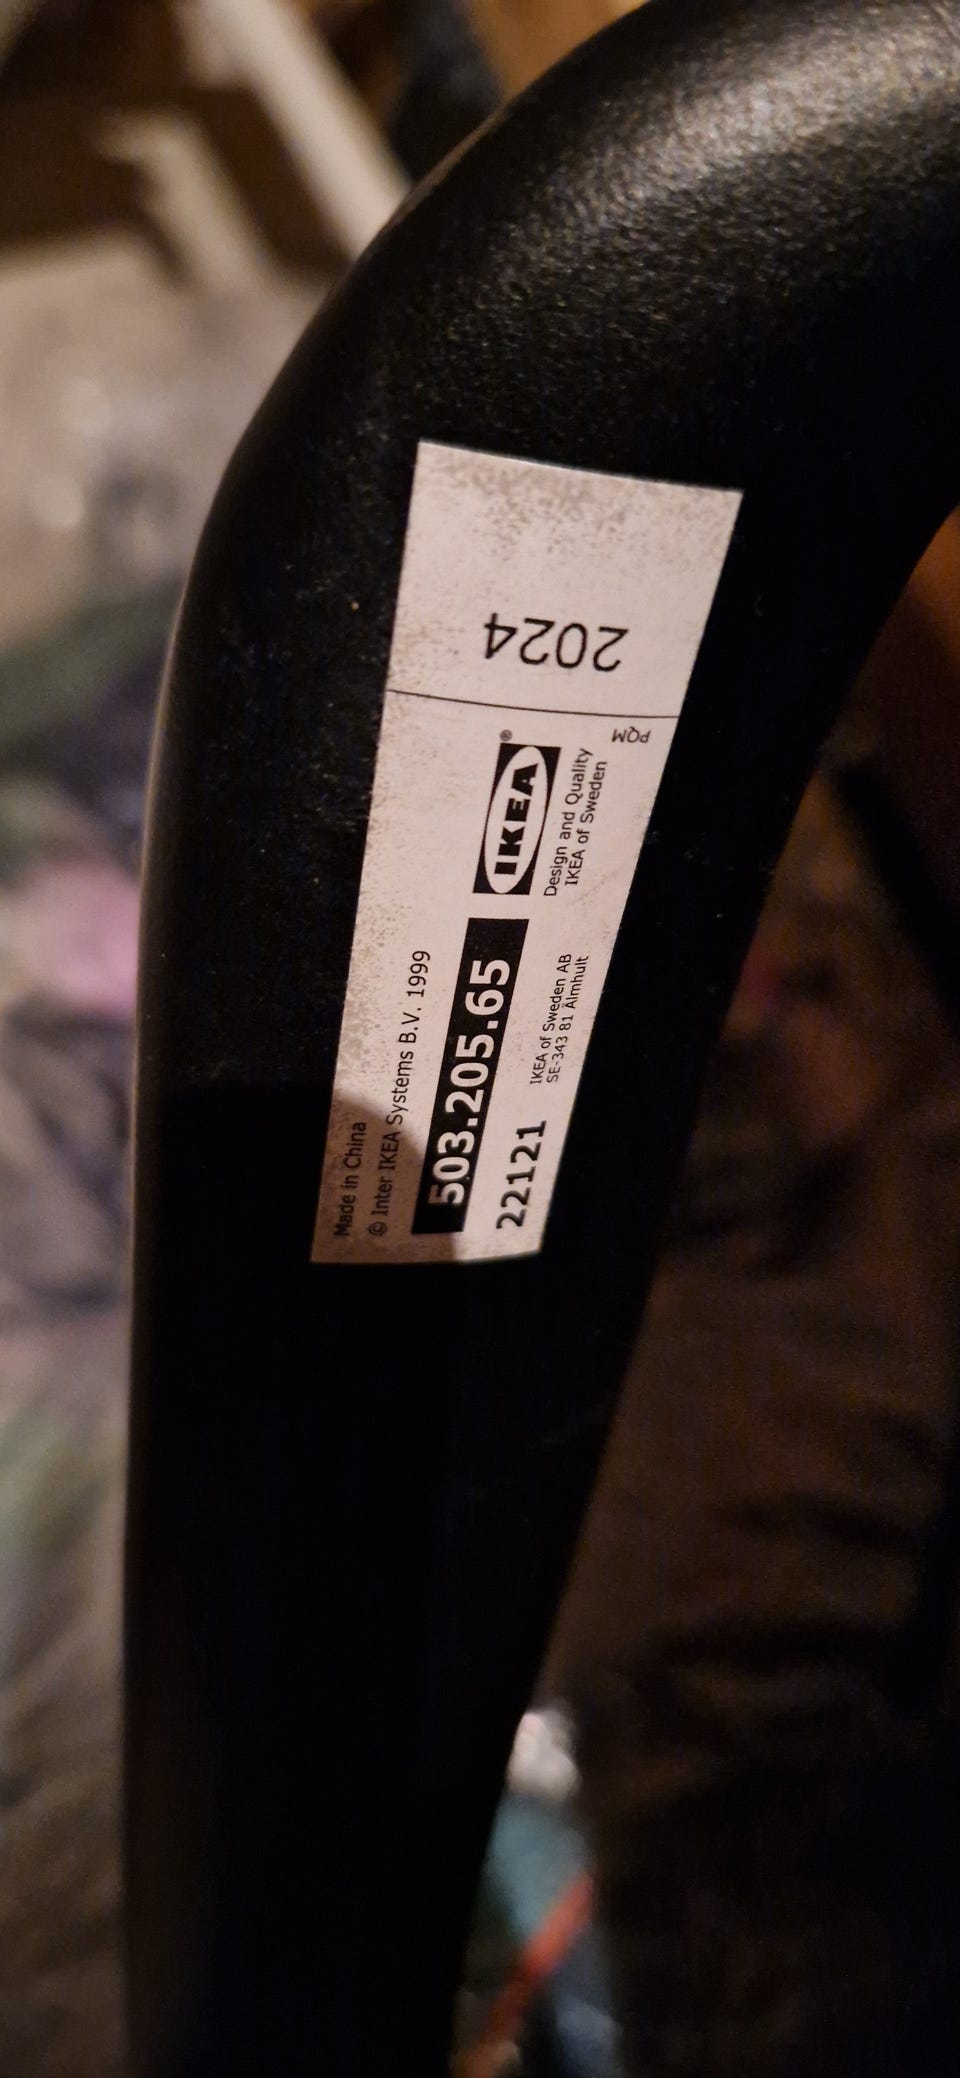 Made in China
© Inter IKEA Systems B.V. 1999
503.205.65
22121
IKEA of Sweden AB
SE-343 81 Älmhult
IKEA®
Design and Quality
IKEA of Sweden
PQM
2024